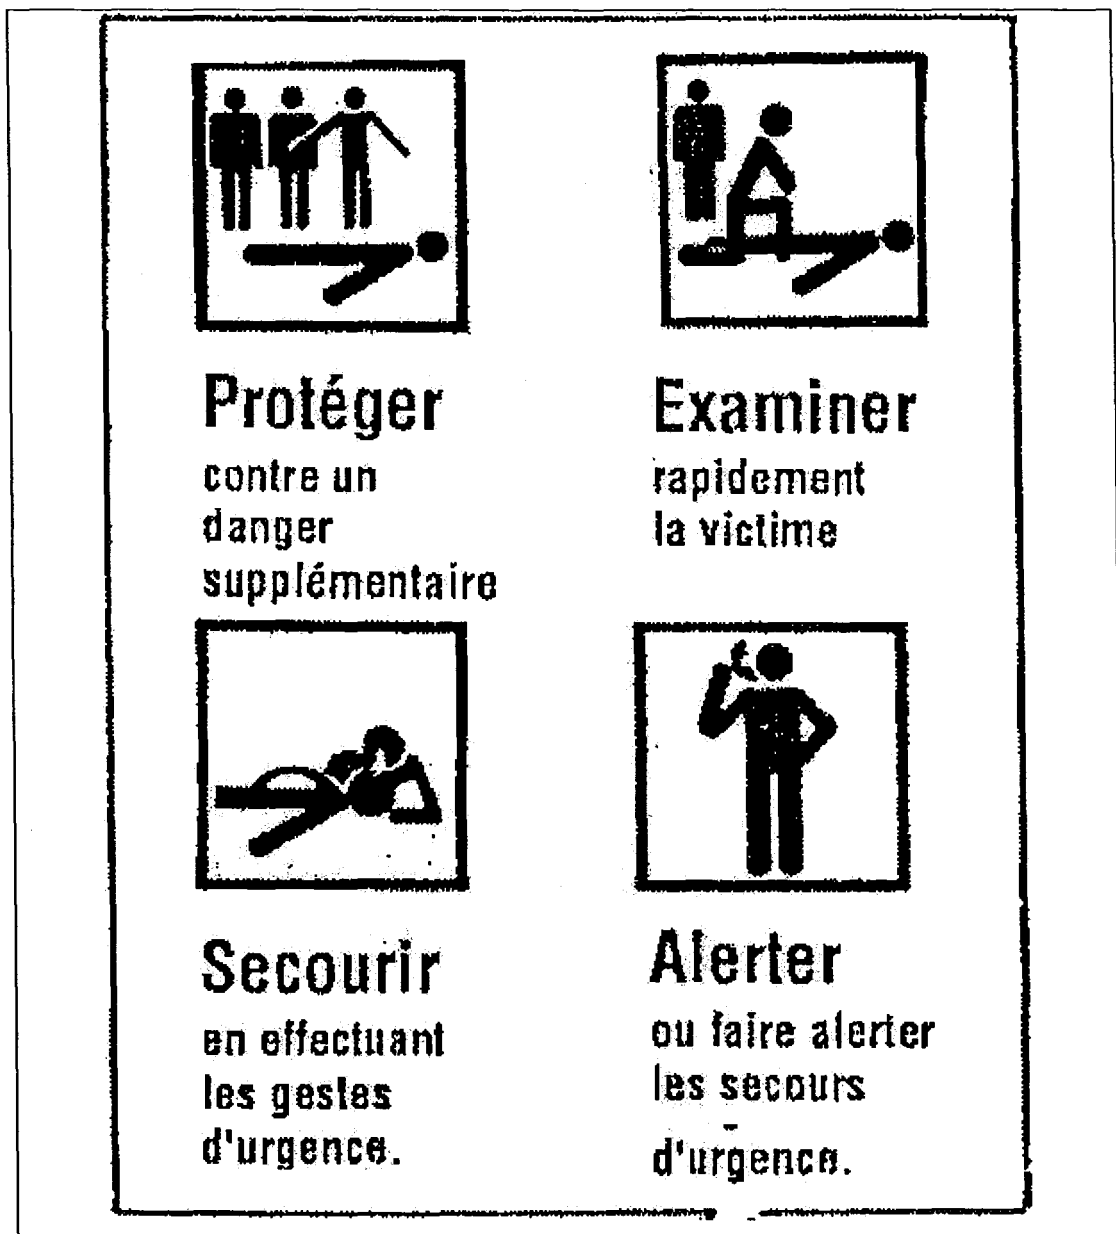 Protéger
contre un
danger
supplémentaire
Examiner
rapidement
la victime
Secourir
en effectuant
les gestes
d'urgence.
Alerter
ou faire alerter
les secours
d'urgence.